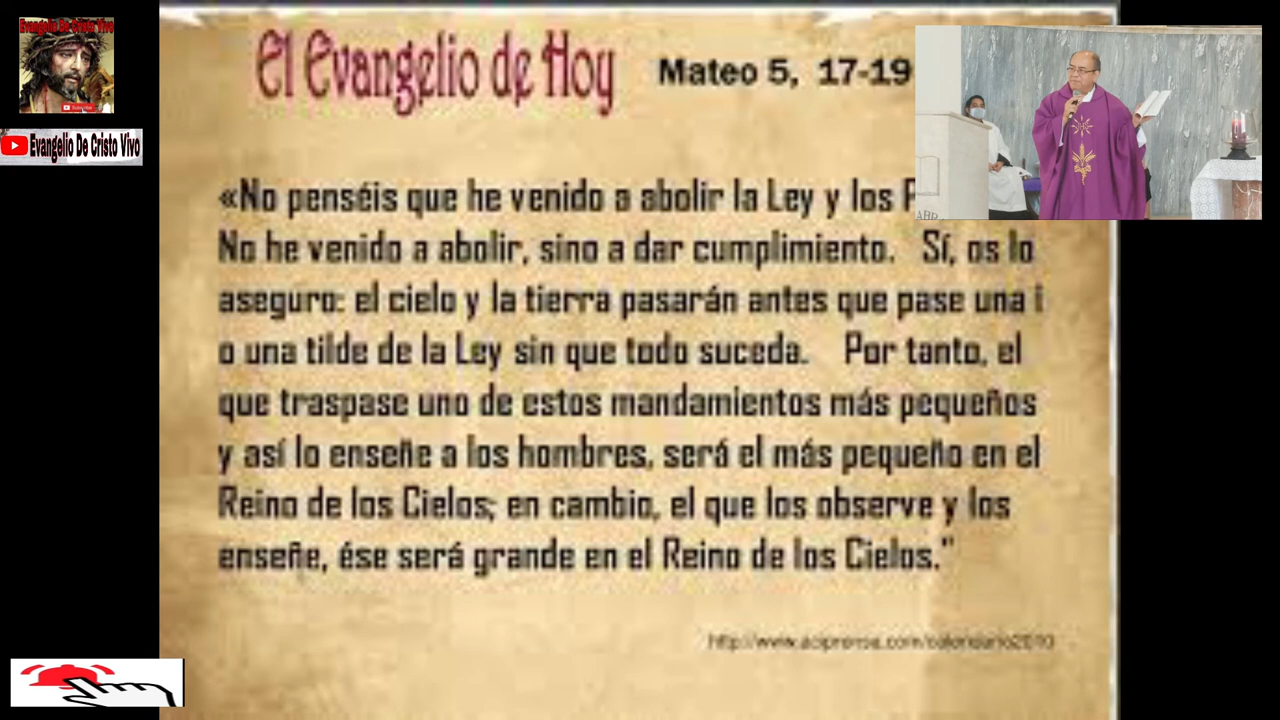 Evangelio De Cristo Vivo
Evangelio De Cristo Vivo
El Evangelio de Hoy
Mateo 5, 17-19
«No penséis que he venido a abolir la Ley y los
No he venido a abolir, sino a dar cumplimiento. Sí, os lo
aseguro: el cielo y la tierra pasarán antes que pase una i
o una tilde de la Ley sin que todo suceda. Por tanto, el
que traspase uno de estos mandamientos más pequeños
y así lo enseñe a los hombres, será el más pequeño en el
Reino de los Cielos; en cambio, el que los observe y los
enseñe, ése será grande en el Reino de los Cielos."
http://www.aciprensa.com/calendario2010